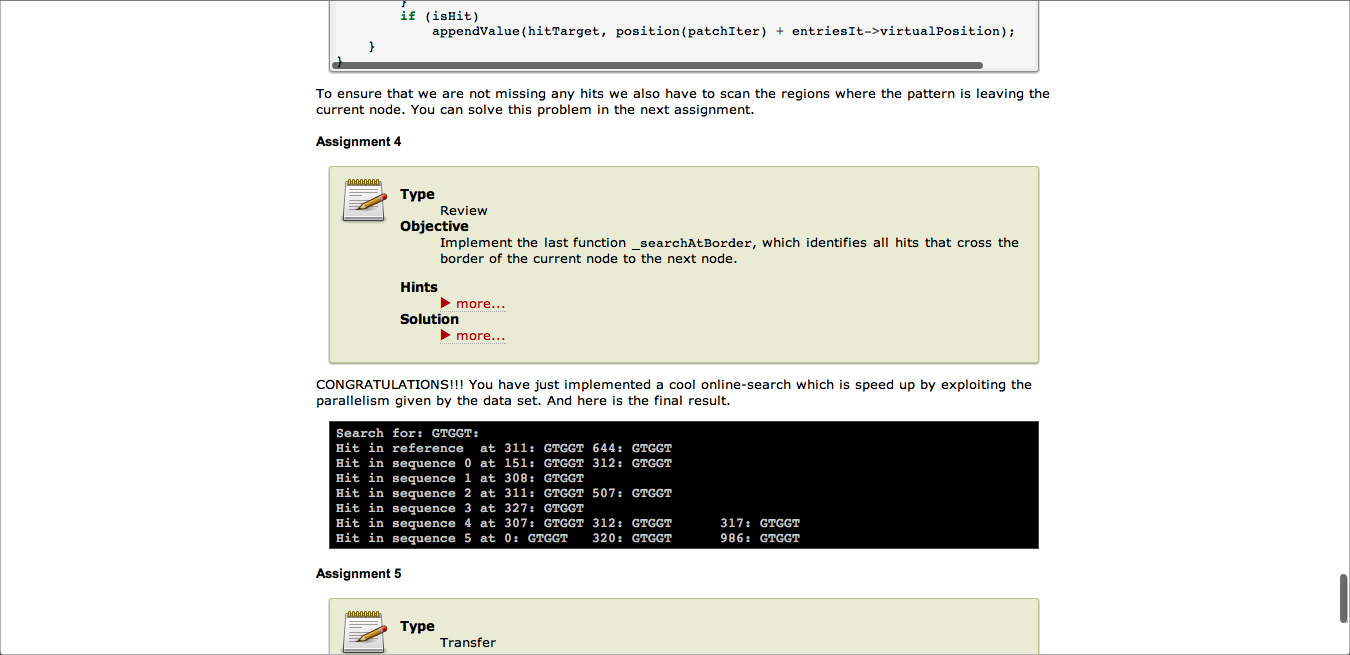 }
if (isHit)
appendValue(hitTarget, position(patchIter) + entriesIt->virtualPosition);
}
}
To ensure that we are not missing any hits we also have to scan the regions where the pattern is leaving the
current node. You can solve this problem in the next assignment.
Assignment 4
Type
Review
Objective
Implement the last function _searchAtBorder, which identifies all hits that cross the
border of the current node to the next node.
Hints
more...
Solution
more...
CONGRATULATIONS!!! You have just implemented a cool online-search which is speed up by exploiting the
parallelism given by the data set. And here is the final result.
Search for: GTGGT:
Hit in reference  at 311: GTGGT 644: GTGGT
Hit in sequence 0 at 151: GTGGT 312: GTGGT
Hit in sequence 1 at 308: GTGGT
Hit in sequence 2 at 311: GTGGT 507: GTGGT
Hit in sequence 3 at 327: GTGGT
Hit in sequence 4 at 307: GTGGT 312: GTGGT      317: GTGGT
Hit in sequence 5 at 0: GTGGT   320: GTGGT      986: GTGGT
Assignment 5
Type
Transfer